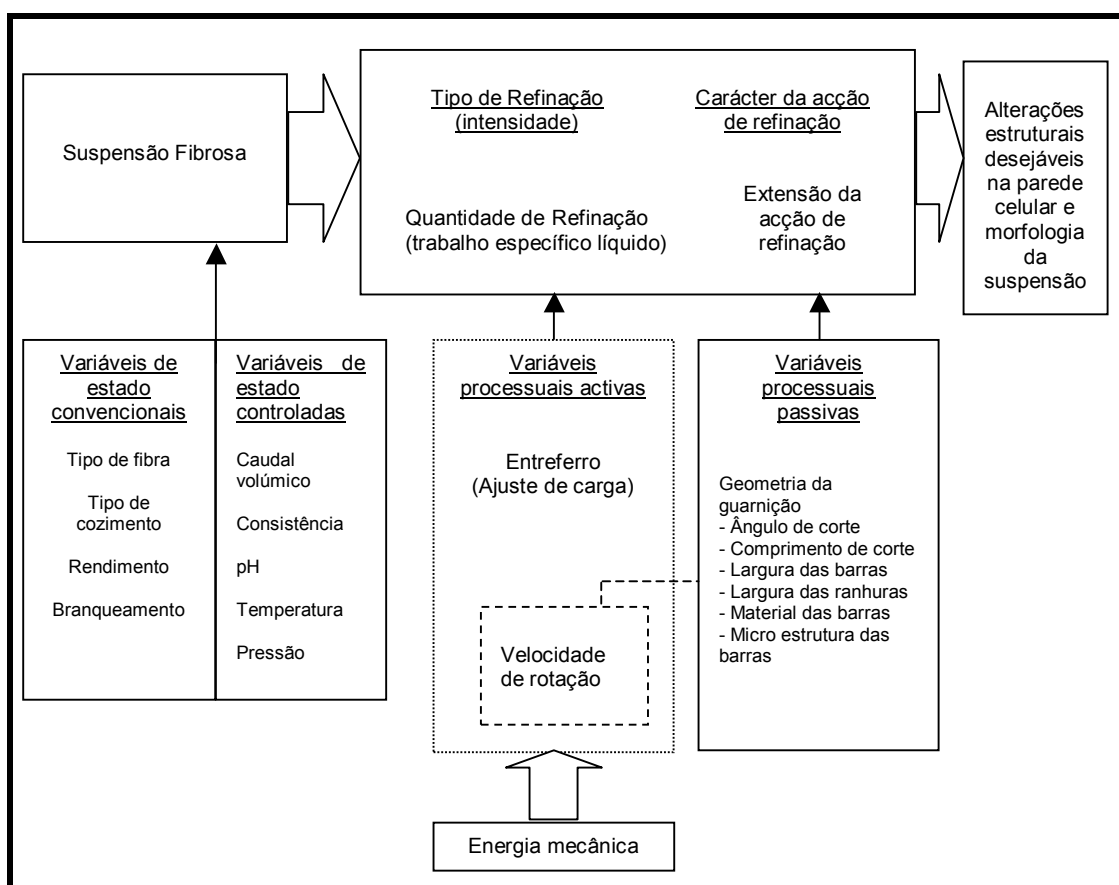 Suspensão Fibrosa
Tipo de Refinação
(intensidade)
Quantidade de Refinação
(trabalho específico líquido)
Carácter da acção
de refinação
Extensão da
acção de
refinação
Alterações
estruturais
desejáveis
na parede
celular e
morfologia
da
suspensão
Variáveis de
estado
convencionais
Tipo de fibra
Tipo de
cozimento
Rendimento
Branqueamento
Variáveis de
estado
controladas
Caudal
volúmico
Consistência
pH
Temperatura
Pressão
Variáveis
processuais activas
Entreferro
(Ajuste de carga)
Velocidade
de rotação
Variáveis
processuais
passivas
Geometria da
guarnição
- Ângulo de corte
- Comprimento de corte
- Largura das barras
- Largura das ranhuras
- Material das barras
- Micro estrutura das
barras
Energia mecânica